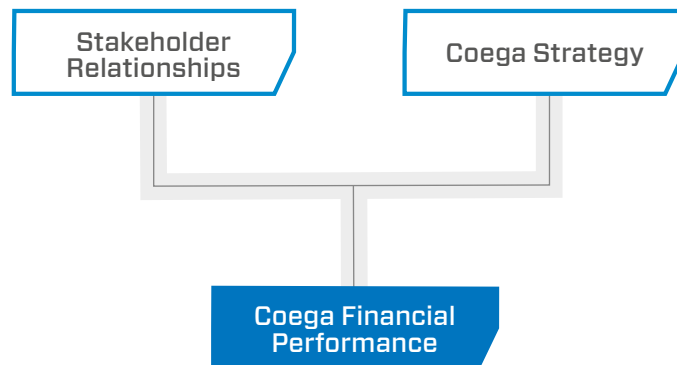 Stakeholder
Relationships
Coega Strategy
Coega Financial
Performance